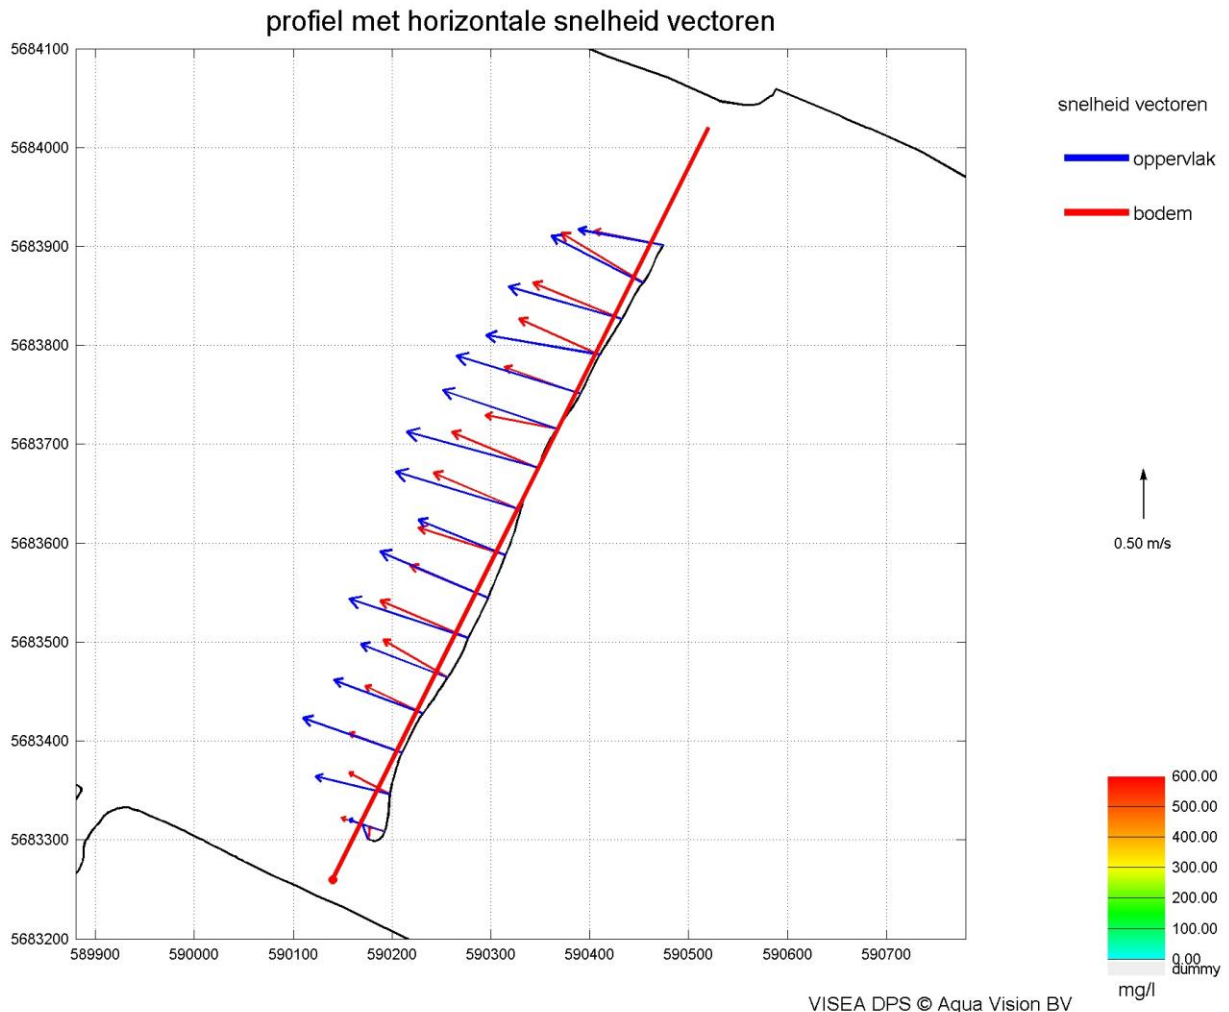 profiel met horizontale snelheid vectoren
5684100
5684000
5683900
5683800
5683700
5683600
5683500
5683400
5683300
5683200
589900 590000 590100 590200 590300 590400 590500 590600 590700
snelheid vectoren
oppervlak
bodem
0.50 m/s
600.00
500.00
400.00
300.00
200.00
100.00
0.00
dummy
mg/l
VISEA DPS © Aqua Vision BV